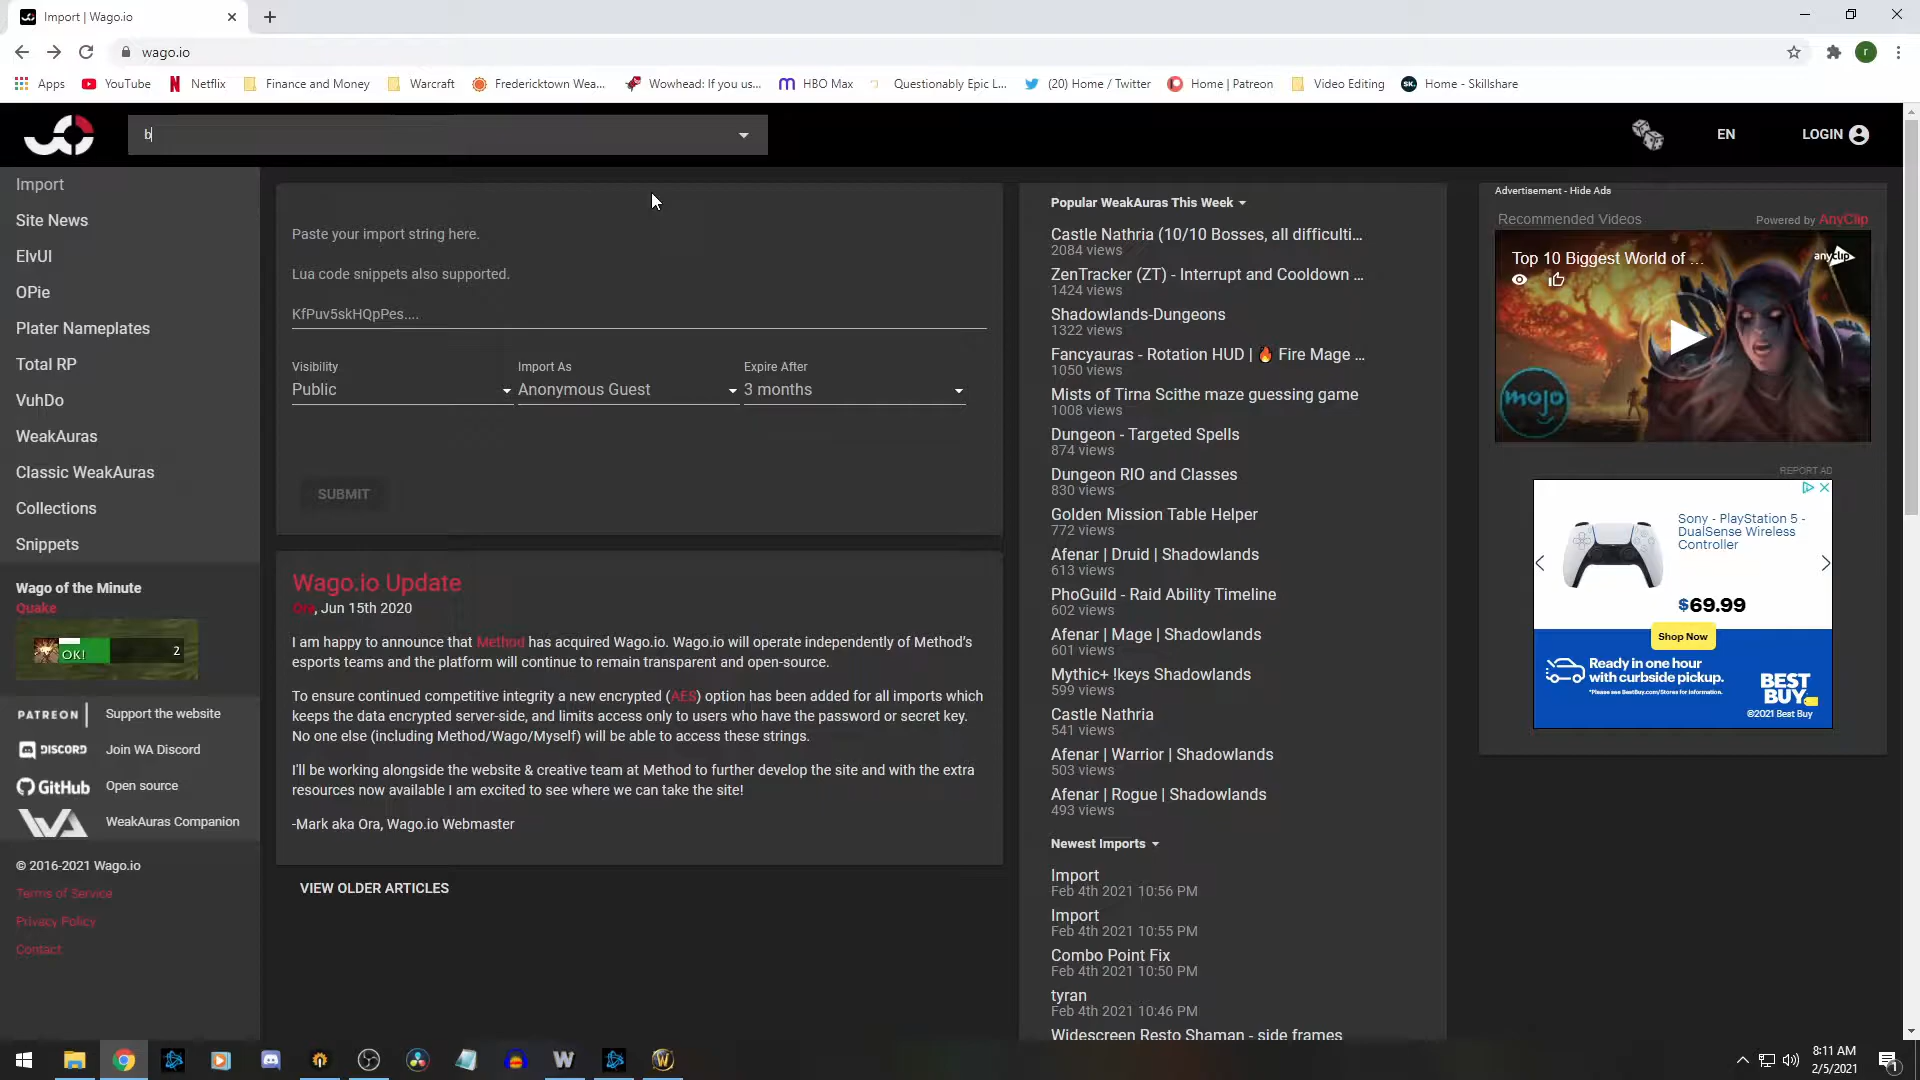 Import | Wago.io
wago.io
Apps
YouTube
Netflix
Finance and Money
Warcraft
Fredericktown Wea...
Wowhead: If you us...
HBO Max
Questionably Epic L...
(20) Home / Twitter
Home | Patreon
Video Editing
Home - Skillshare
b
EN
LOGIN
Import
Site News
ElvUI
OPie
Plater Nameplates
Total RP
VuhDo
WeakAuras
Classic WeakAuras
Collections
Snippets
Wago of the Minute
Quake
OK!
2
PATREON
Support the website
DISCORD
Join WA Discord
GitHub
Open source
WeakAuras Companion
© 2016-2021 Wago.io
Terms of Service
Privacy Policy
Contact
Paste your import string here.
Lua code snippets also supported.
KfPuv5skHQpPes....
Visibility
Public
Import As
Anonymous Guest
Expire After
3 months
SUBMIT
Wago.io Update
Ora, Jun 15th 2020
I am happy to announce that Method has acquired Wago.io. Wago.io will operate independently of Method's
esports teams and the platform will continue to remain transparent and open-source.
To ensure continued competitive integrity a new encrypted (AES) option has been added for all imports which
keeps the data encrypted server-side, and limits access only to users who have the password or secret key.
No one else (including Method/Wago/Myself) will be able to access these strings.
I'll be working alongside the website & creative team at Method to further develop the site and with the extra
resources now available I am excited to see where we can take the site!
-Mark aka Ora, Wago.io Webmaster
VIEW OLDER ARTICLES
Popular WeakAuras This Week
Castle Nathria (10/10 Bosses, all difficulti...
2084 views
ZenTracker (ZT) - Interrupt and Cooldown ...
1424 views
Shadowlands-Dungeons
1322 views
Fancyauras - Rotation HUD | 🔥 Fire Mage ...
1050 views
Mists of Tirna Scithe maze guessing game
1008 views
Dungeon - Targeted Spells
874 views
Dungeon RIO and Classes
830 views
Golden Mission Table Helper
772 views
Afenar | Druid | Shadowlands
613 views
PhoGuild - Raid Ability Timeline
602 views
Afenar | Mage | Shadowlands
601 views
Mythic+ !keys Shadowlands
599 views
Castle Nathria
541 views
Afenar | Warrior | Shadowlands
503 views
Afenar | Rogue | Shadowlands
493 views
Newest Imports
Import
Feb 4th 2021 10:56 PM
Import
Feb 4th 2021 10:55 PM
Combo Point Fix
Feb 4th 2021 10:50 PM
tyran
Feb 4th 2021 10:46 PM
Widescreen Resto Shaman - side frames
Advertisement - Hide Ads
Recommended Videos
Powered by AnyClip
Top 10 Biggest World of ...
anyclip
mojo
REPORT AD
Sony - PlayStation 5 -
DualSense Wireless
Controller
$69.99
Shop Now
Ready in one hour
with curbside pickup.
*Please see BestBuy.com/Stores for information.
BEST
BUY
©2021 Best Buy
8:11 AM
2/5/2021